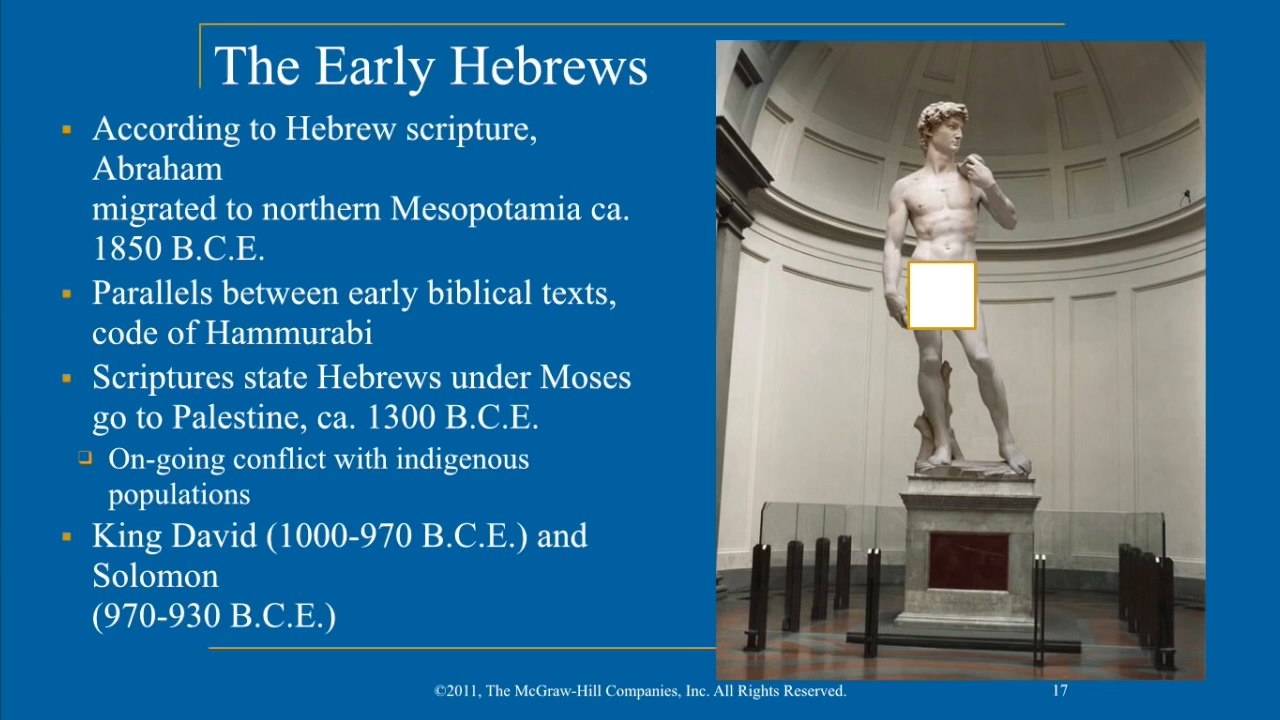 The Early Hebrews
According to Hebrew scripture,
Abraham
migrated to northern Mesopotamia ca.
1850 B.C.E.
Parallels between early biblical texts,
code of Hammurabi
Scriptures state Hebrews under Moses
go to Palestine, ca. 1300 B.C.E.
On-going conflict with indigenous
populations
King David (1000-970 B.C.E.) and
Solomon
(970-930 B.C.E.)
©2011, The McGraw-Hill Companies, Inc. All Rights Reserved.
17